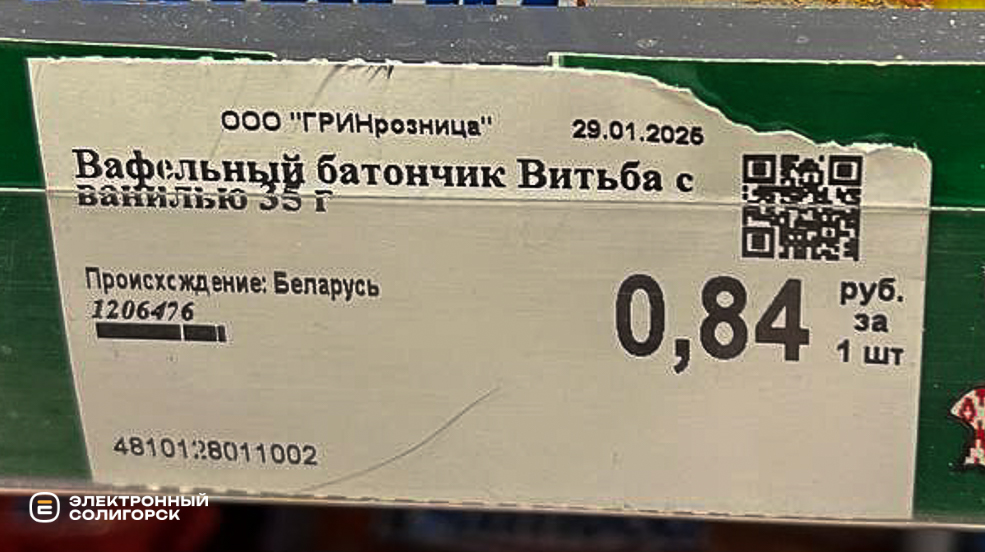 ООО "ГРИНрозница" 29.01.2026
Вафельный батончик Витьба с
ванилью 35 г
Происхождение: Беларусь
1206476
0,84 руб.
за
1 шт
4810128011002
ЭЛЕКТРОННЫЙ
СОЛИГОРСК